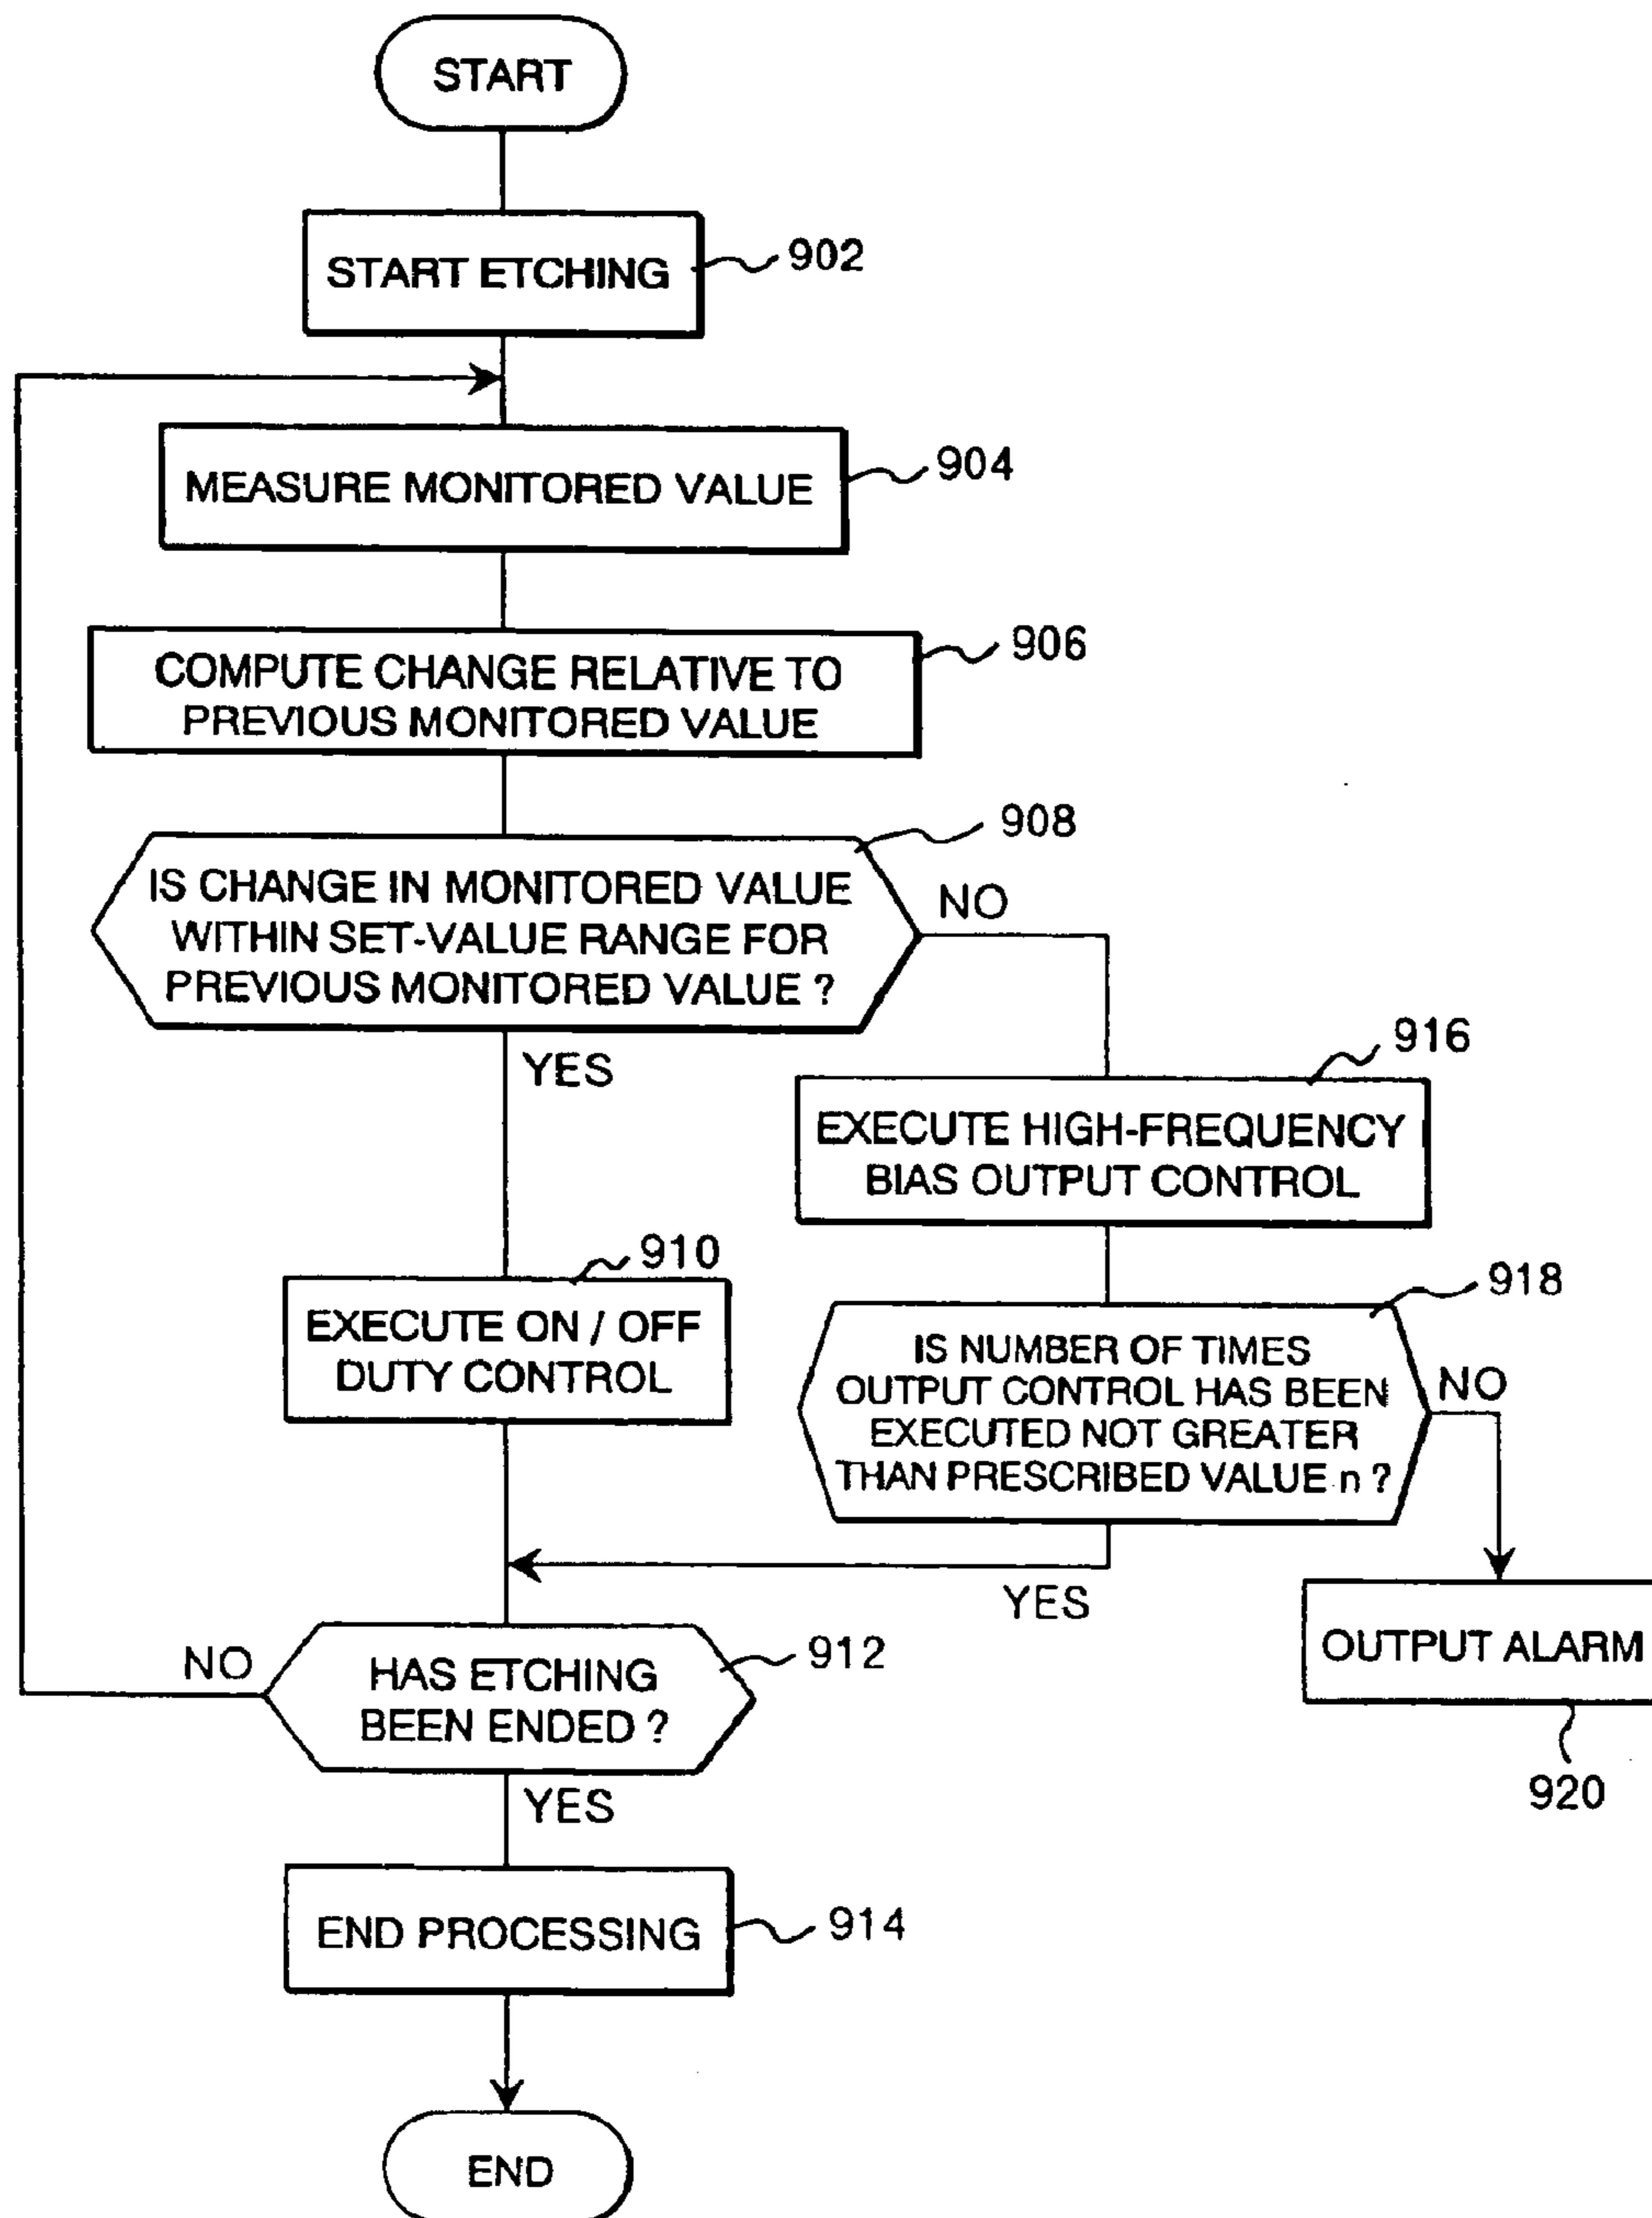 START
START ETCHING
902
MEASURE MONITORED VALUE
904
COMPUTE CHANGE RELATIVE TO
PREVIOUS MONITORED VALUE
906
908
IS CHANGE IN MONITORED VALUE
WITHIN SET-VALUE RANGE FOR
PREVIOUS MONITORED VALUE ?
NO
YES
916
EXECUTE HIGH-FREQUENCY
BIAS OUTPUT CONTROL
910
EXECUTE ON / OFF
DUTY CONTROL
918
IS NUMBER OF TIMES
OUTPUT CONTROL HAS BEEN
EXECUTED NOT GREATER
THAN PRESCRIBED VALUE n ?
NO
YES
OUTPUT ALARM
920
NO
HAS ETCHING
BEEN ENDED ?
912
YES
END PROCESSING
914
END